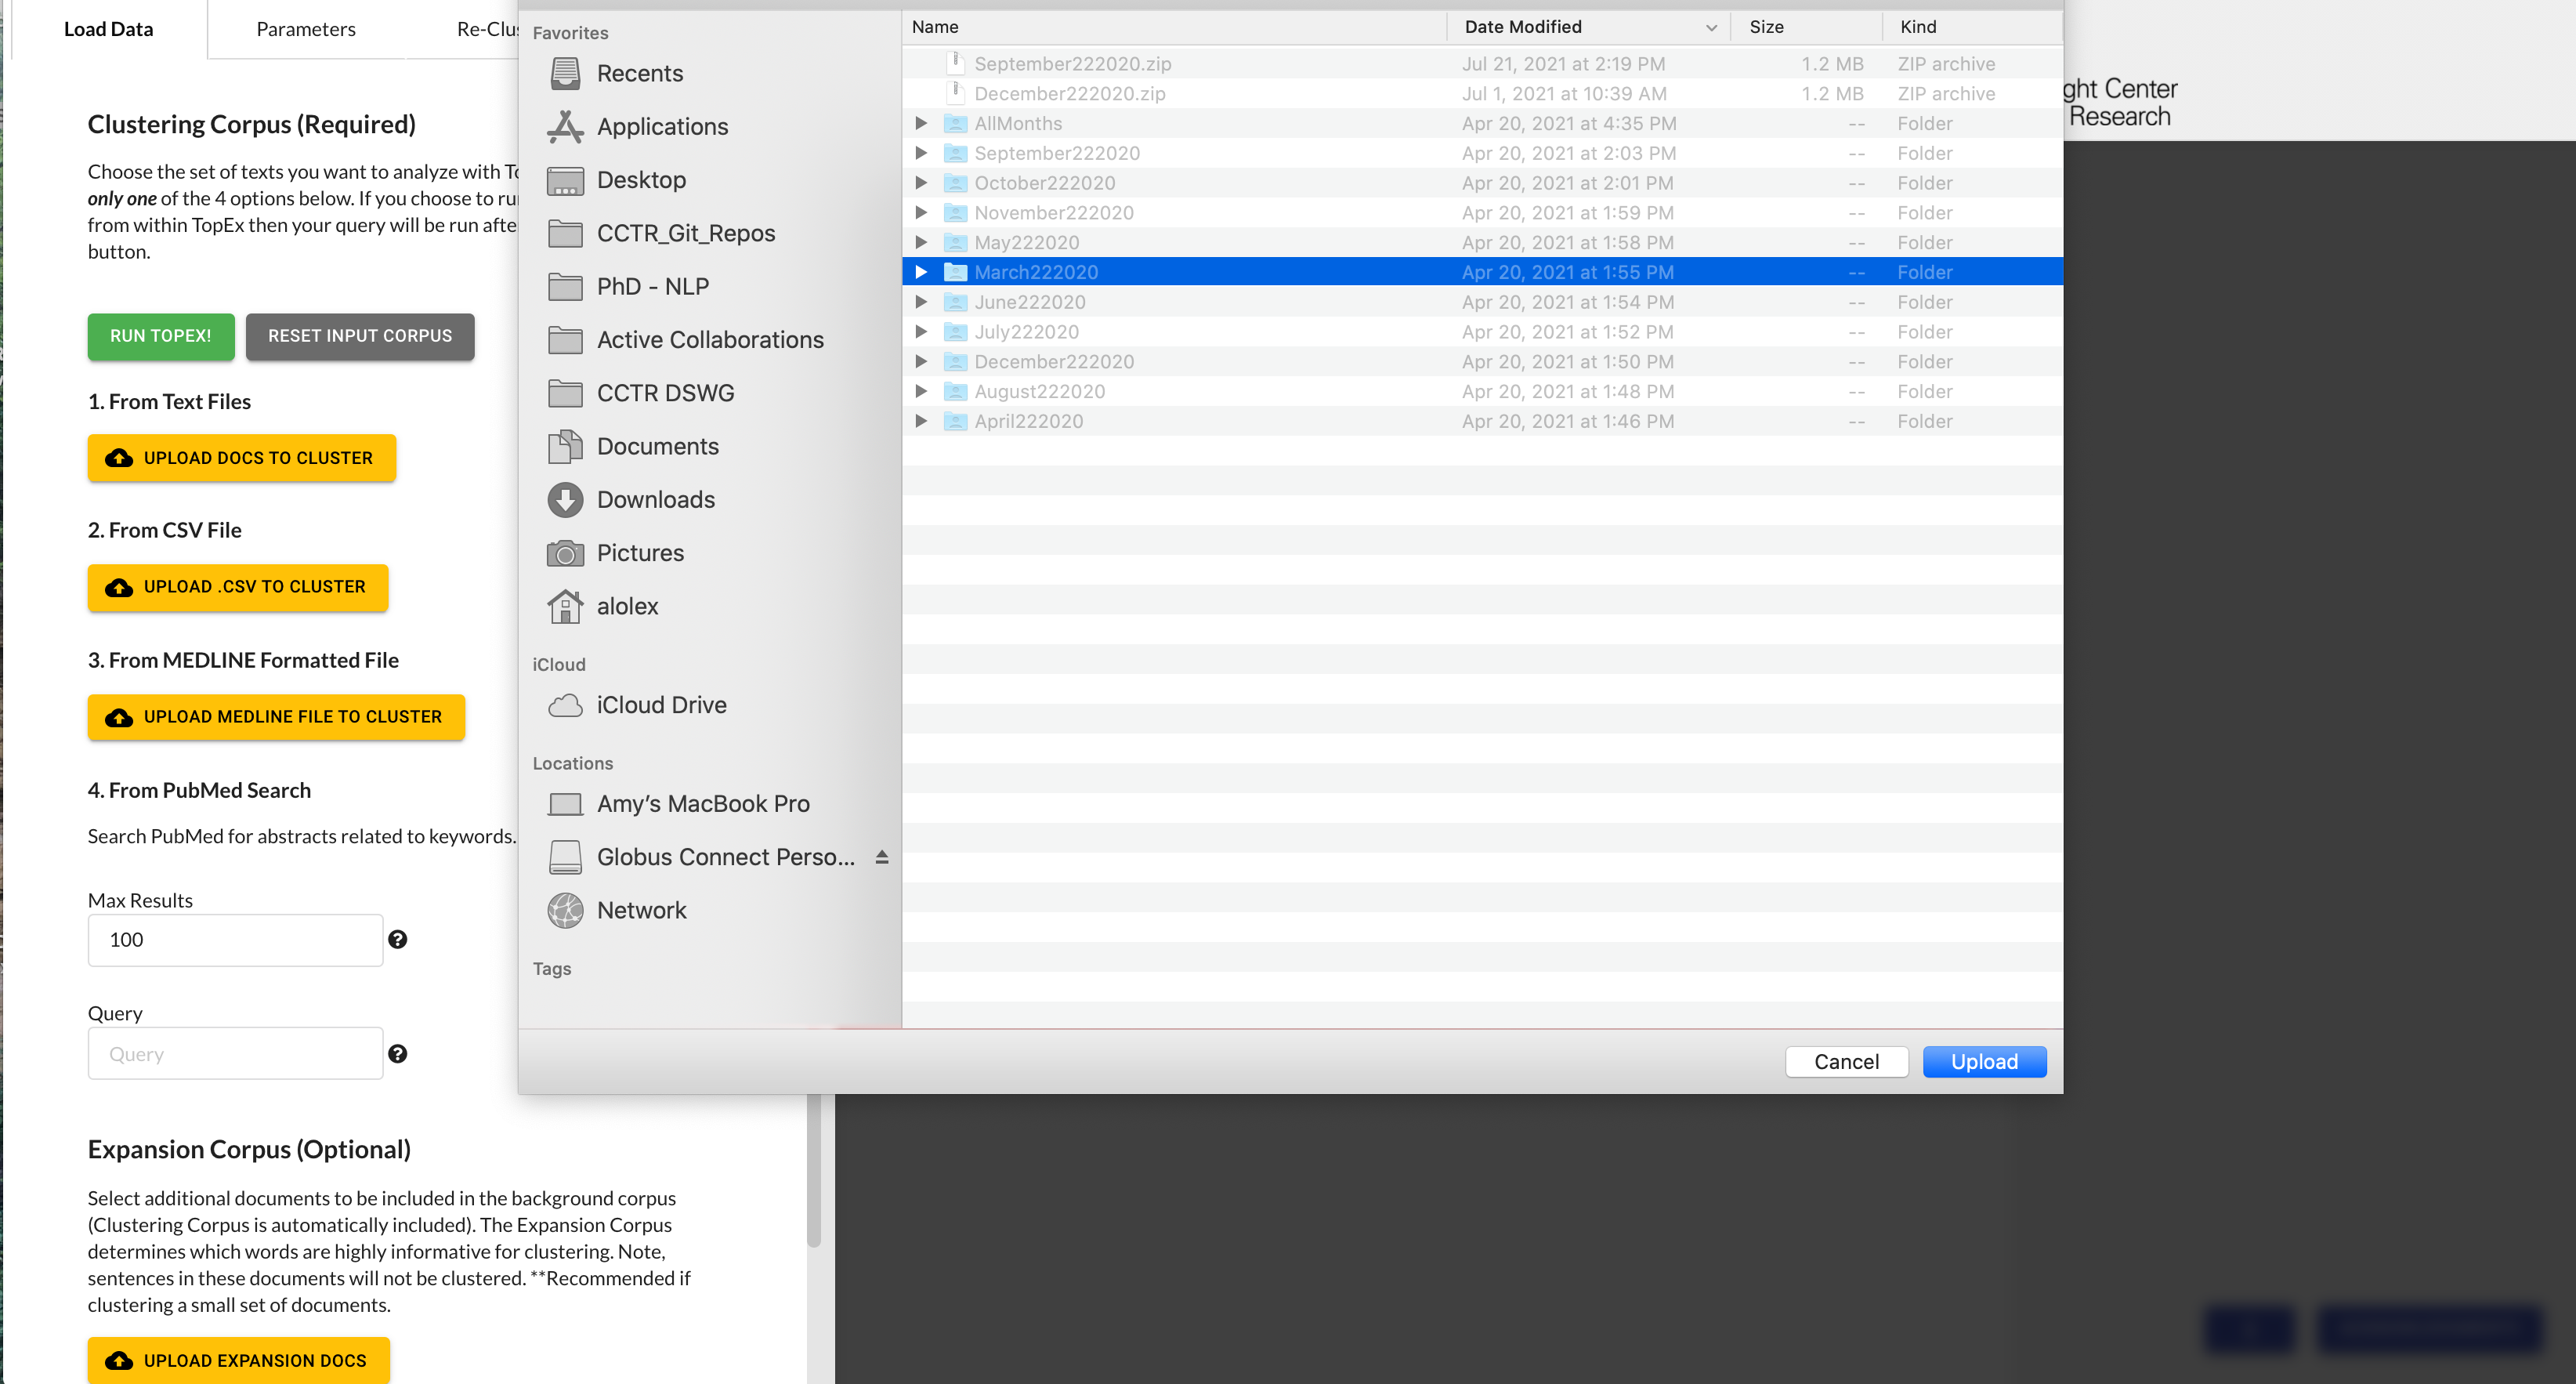 Load Data
Parameters
Clustering Corpus (Required)
Choose the set of texts you want to analyze with
only one of the 4 options below. If you choose to
from within TopEx then your query will be run
button.
RUN TOPEX!
RESET INPUT CORPUS
1. From Text Files
UPLOAD DOCS TO CLUSTER
2. From CSV File
UPLOAD .CSV TO CLUSTER
3. From MEDLINE Formatted File
UPLOAD MEDLINE FILE TO CLUSTER
4. From PubMed Search
Search PubMed for abstracts related to keywords.
Max Results
100
Query
Query
Expansion Corpus (Optional)
Select additional documents to be included in the background corpus
(Clustering Corpus is automatically included). The Expansion Corpus
determines which words are highly informative for clustering. Note,
sentences in these documents will not be clustered. **Recommended if
clustering a small set of documents.
UPLOAD EXPANSION DOCS
Favorites
Recents
Applications
Desktop
CCTR_Git_Repos
PhD - NLP
Active Collaborations
CCTR DSWG
Documents
Downloads
Pictures
alolex
iCloud
iCloud Drive
Locations
Amy's MacBook Pro
Globus Connect Perso...
Network
Tags
Name Date Modified Size Kind
September222020.zip Jul 21, 2021 at 2:19 PM 1.2 MB ZIP archive
December222020.zip Jul 1, 2021 at 10:39 AM 1.2 MB ZIP archive
AllMonths Apr 20, 2021 at 4:35 PM -- Folder
September222020 Apr 20, 2021 at 2:03 PM -- Folder
October222020 Apr 20, 2021 at 2:01 PM -- Folder
November222020 Apr 20, 2021 at 1:59 PM -- Folder
May222020 Apr 20, 2021 at 1:58 PM -- Folder
March222020 Apr 20, 2021 at 1:55 PM -- Folder
June222020 Apr 20, 2021 at 1:54 PM -- Folder
July222020 Apr 20, 2021 at 1:52 PM -- Folder
December222020 Apr 20, 2021 at 1:50 PM -- Folder
August222020 Apr 20, 2021 at 1:48 PM -- Folder
April222020 Apr 20, 2021 at 1:46 PM -- Folder
Cancel
Upload
ght Center
Research